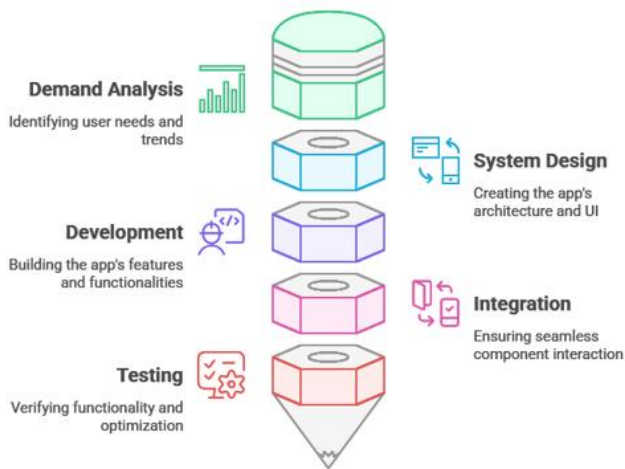 Demand Analysis
Identifying user needs and
trends
System Design
Creating the app's
architecture and UI
Development
Building the app's features
and functionalities
Integration
Ensuring seamless
component interaction
Testing
Verifying functionality and
optimization